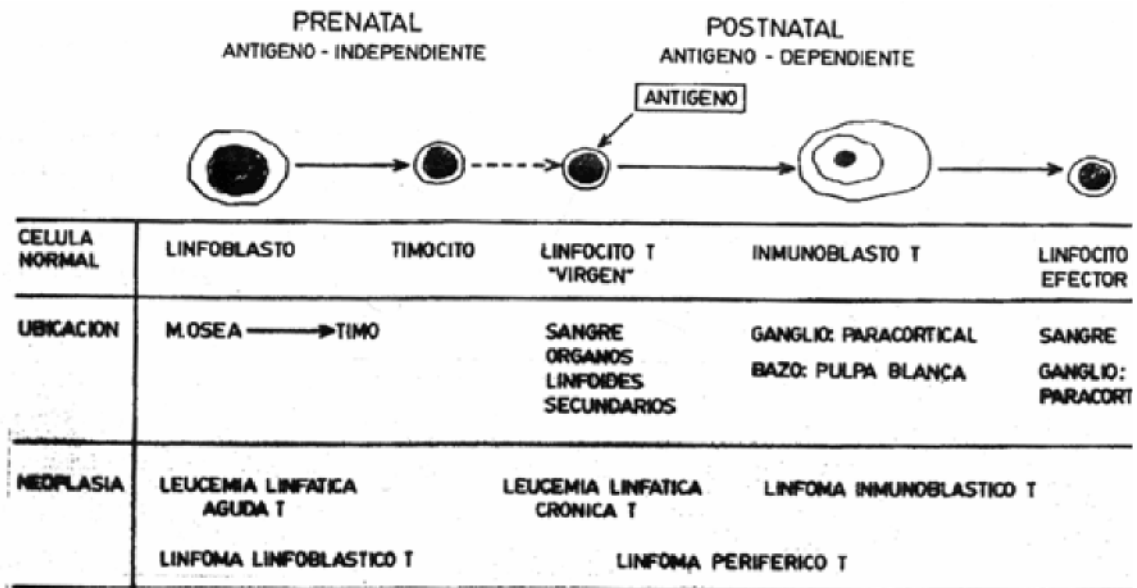 PRENATAL
ANTIGENO - INDEPENDIENTE
POSTNATAL
ANTIGENO - DEPENDIENTE
ANTIGENO
CELULA
NORMAL
LINFOBLASTO
TIMOCITO
LINFOCITO T
"VIRGEN"
INMUNOBLASTO T
LINFOCITO
EFECTOR
UBICACION
M.OSEA
TIMO
SANGRE
ORGANOS
LINFOIDES
SECUNDARIOS
GANGLIO: PARACORTICAL
BAZO: PULPA BLANCA
SANGRE
GANGLIO:
PARACORT
NEOPLASIA
LEUCEMIA LINFATICA
AGUDA T
LEUCEMIA LINFATICA
CRONICA T
LINFOMA INMUNOBLASTICO T
LINFOMA LINFOBLASTICO T
LINFOMA PERIFERICO T